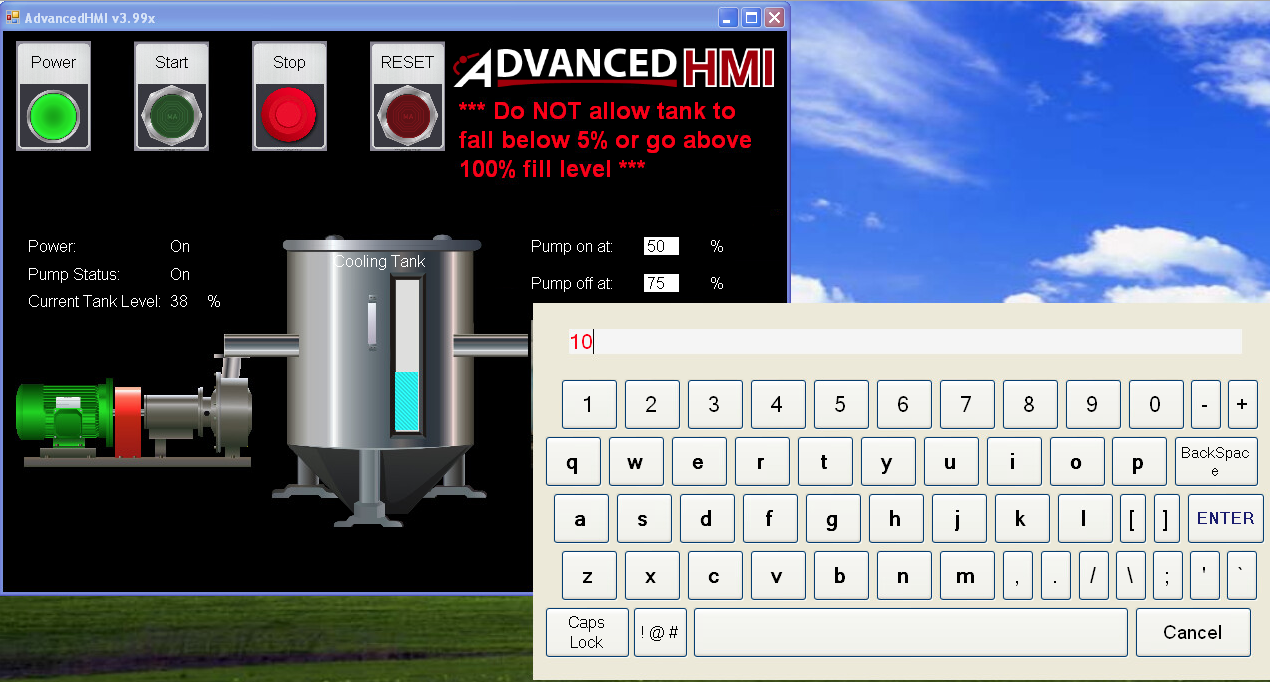 AdvancedHMI v3.99x
Power
Start
Stop
RESET
ADVANCED HMI
*** Do NOT allow tank to
fall below 5% or go above
100% fill level ***
Power: On
Pump Status: On
Current Tank Level: 38 %
Cooling Tank
Pump on at: 50 %
Pump off at: 75 %
10
1 2 3 4 5 6 7 8 9 0 - +
q w e r t y u i o p BackSpac
e
a s d f g h j k l [ ] ENTER
z x c v b n m , . / \ ; ' `
Caps
Lock
! @ #
Cancel